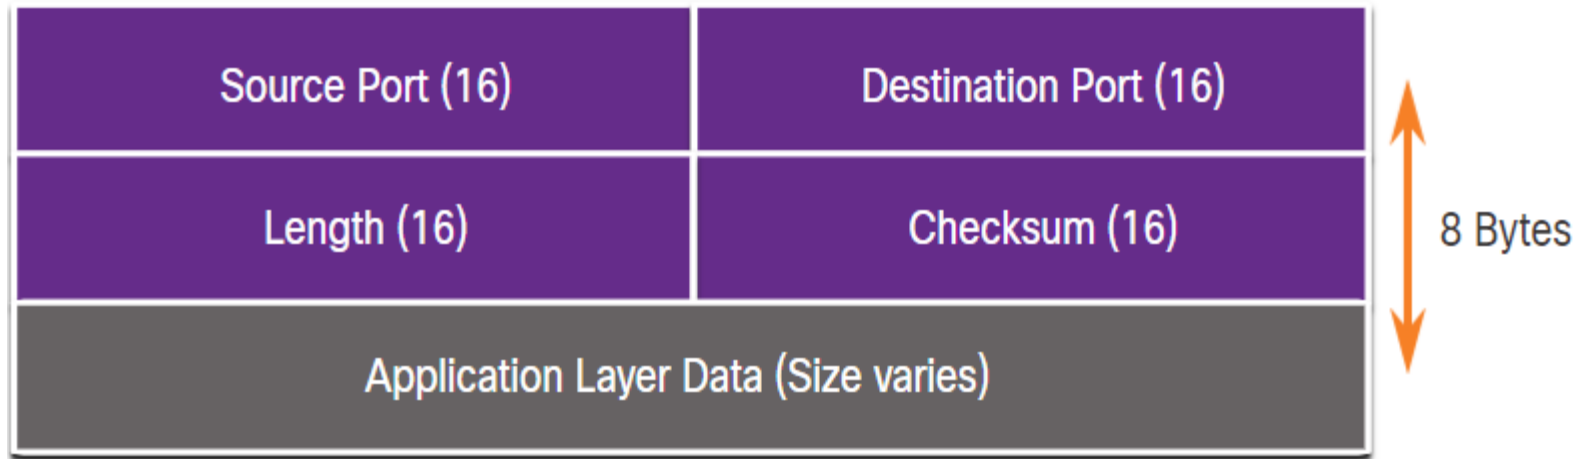 Source Port (16) Destination Port (16)
Length (16) Checksum (16)
8 Bytes
Application Layer Data (Size varies)